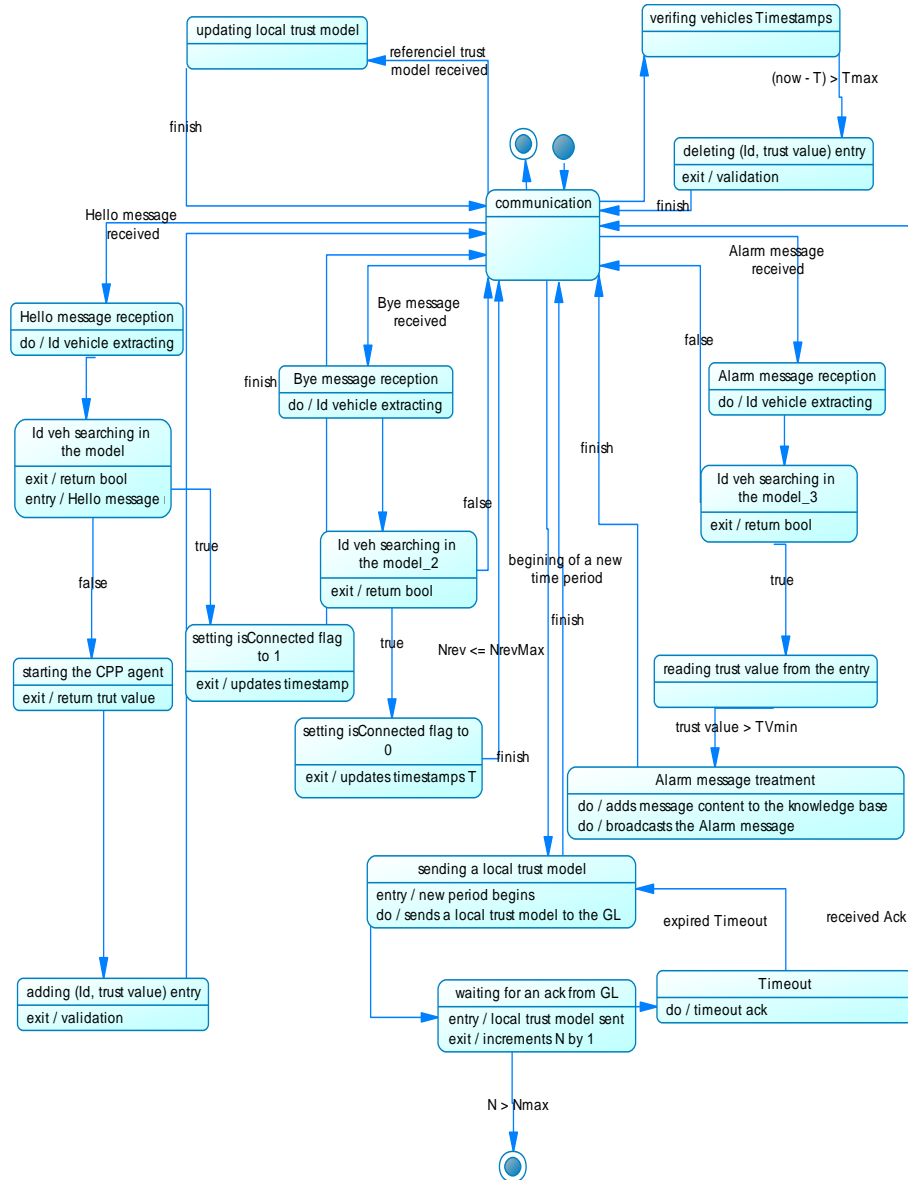 updating local trust model
verifing vehicles Timestamps
referenciel trust
model received
(now - T) > Tmax
finish
deleting (Id, trust value) entry
exit / validation
finish
communication
Hello message
received
Alarm message
received
Hello message reception
do / Id vehicle extracting
Bye message
received
false
finish
Bye message reception
do / Id vehicle extracting
Alarm message reception
do / Id vehicle extracting
Id veh searching in
the model
exit / return bool
entry / Hello message
finish
Id veh searching in
the model_3
exit / return bool
false
true
Id veh searching in
the model_2
exit / return bool
begining of a new
time period
false
true
finish
setting isConnected flag
to 1
exit / updates timestamp
true
Nrev <= NrevMax
starting the CPP agent
exit / return trut value
reading trust value from the entry
trust value > TVmin
setting isConnected flag to
0
exit / updates timestamps T
finish
Alarm message treatment
do / adds message content to the knowledge base
do / broadcasts the Alarm message
sending a local trust model
entry / new period begins
do / sends a local trust model to the GL
expired Timeout
received Ack
adding (Id, trust value) entry
exit / validation
waiting for an ack from GL
entry / local trust model sent
exit / increments N by 1
Timeout
do / timeout ack
N > Nmax